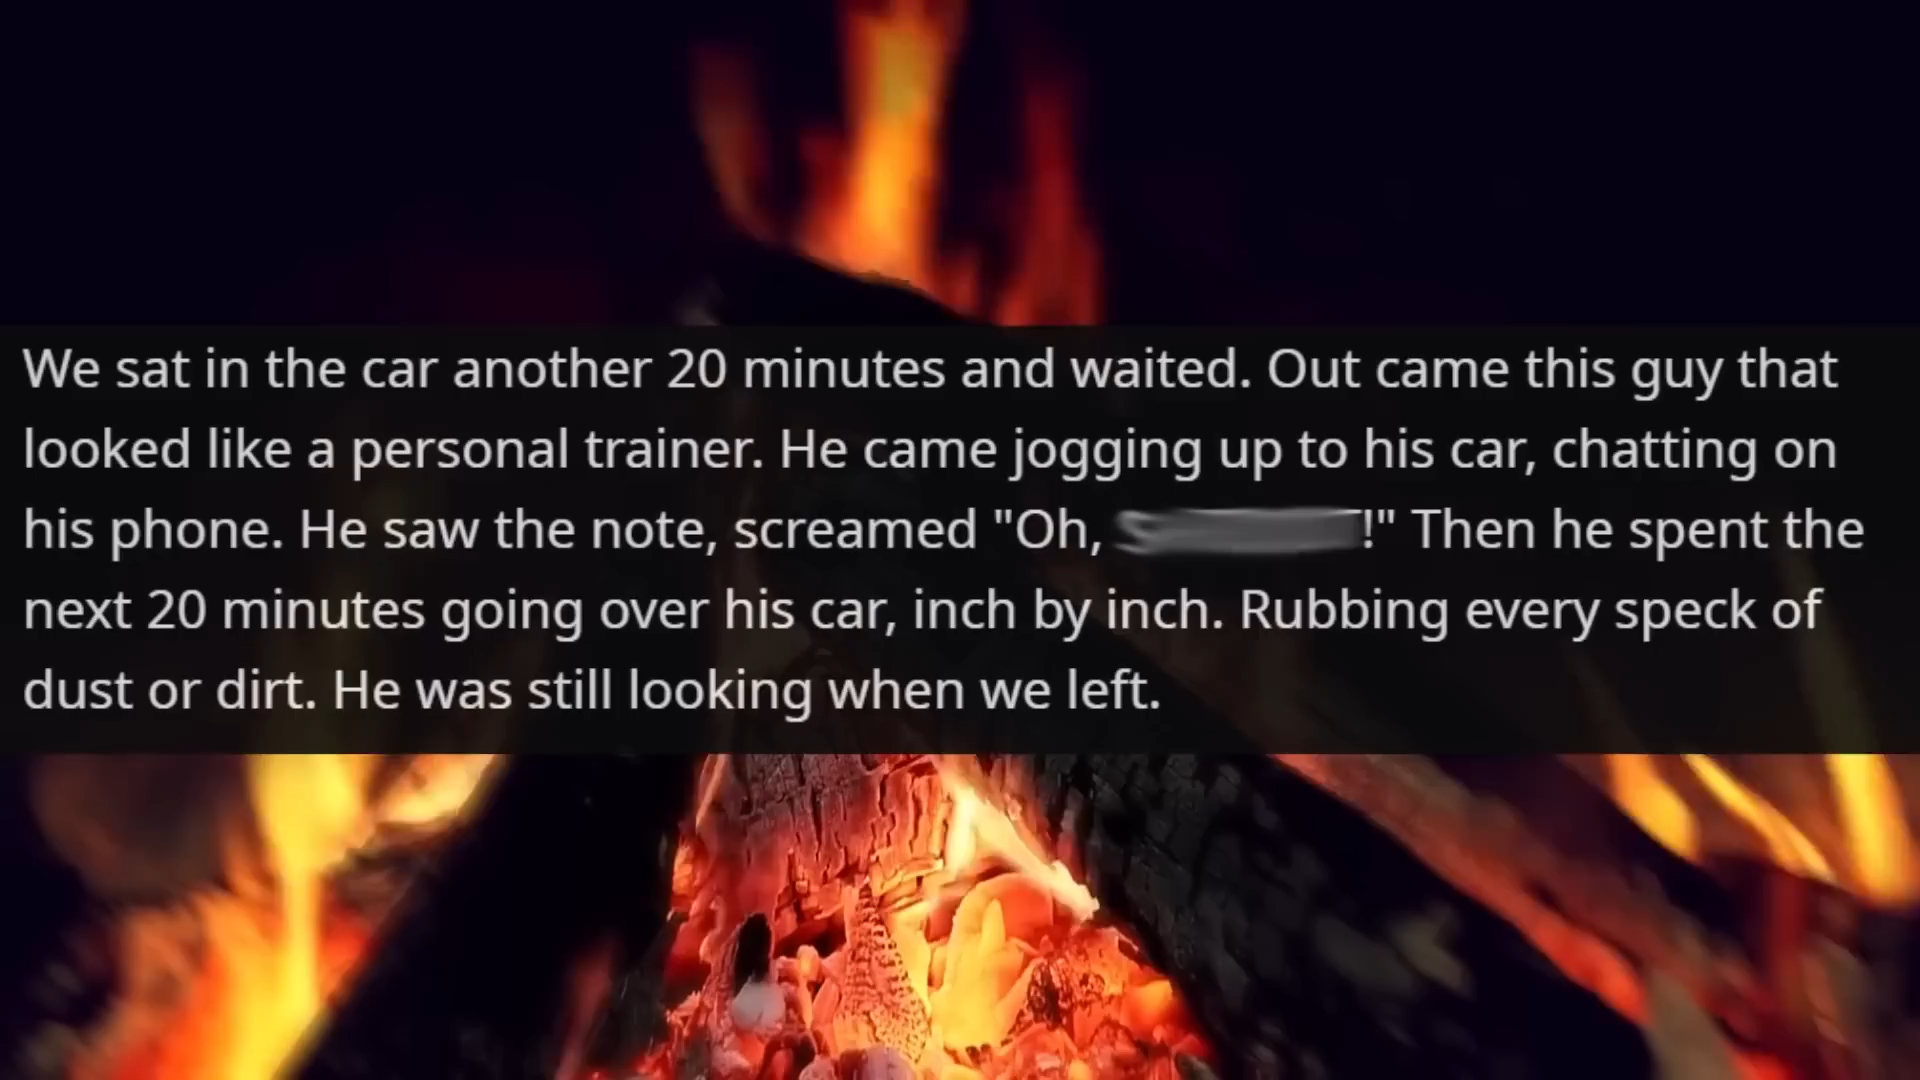 We sat in the car another 20 minutes and waited. Out came this guy that
looked like a personal trainer. He came jogging up to his car, chatting on
his phone. He saw the note, screamed "Oh, !" Then he spent the
next 20 minutes going over his car, inch by inch. Rubbing every speck of
dust or dirt. He was still looking when we left.